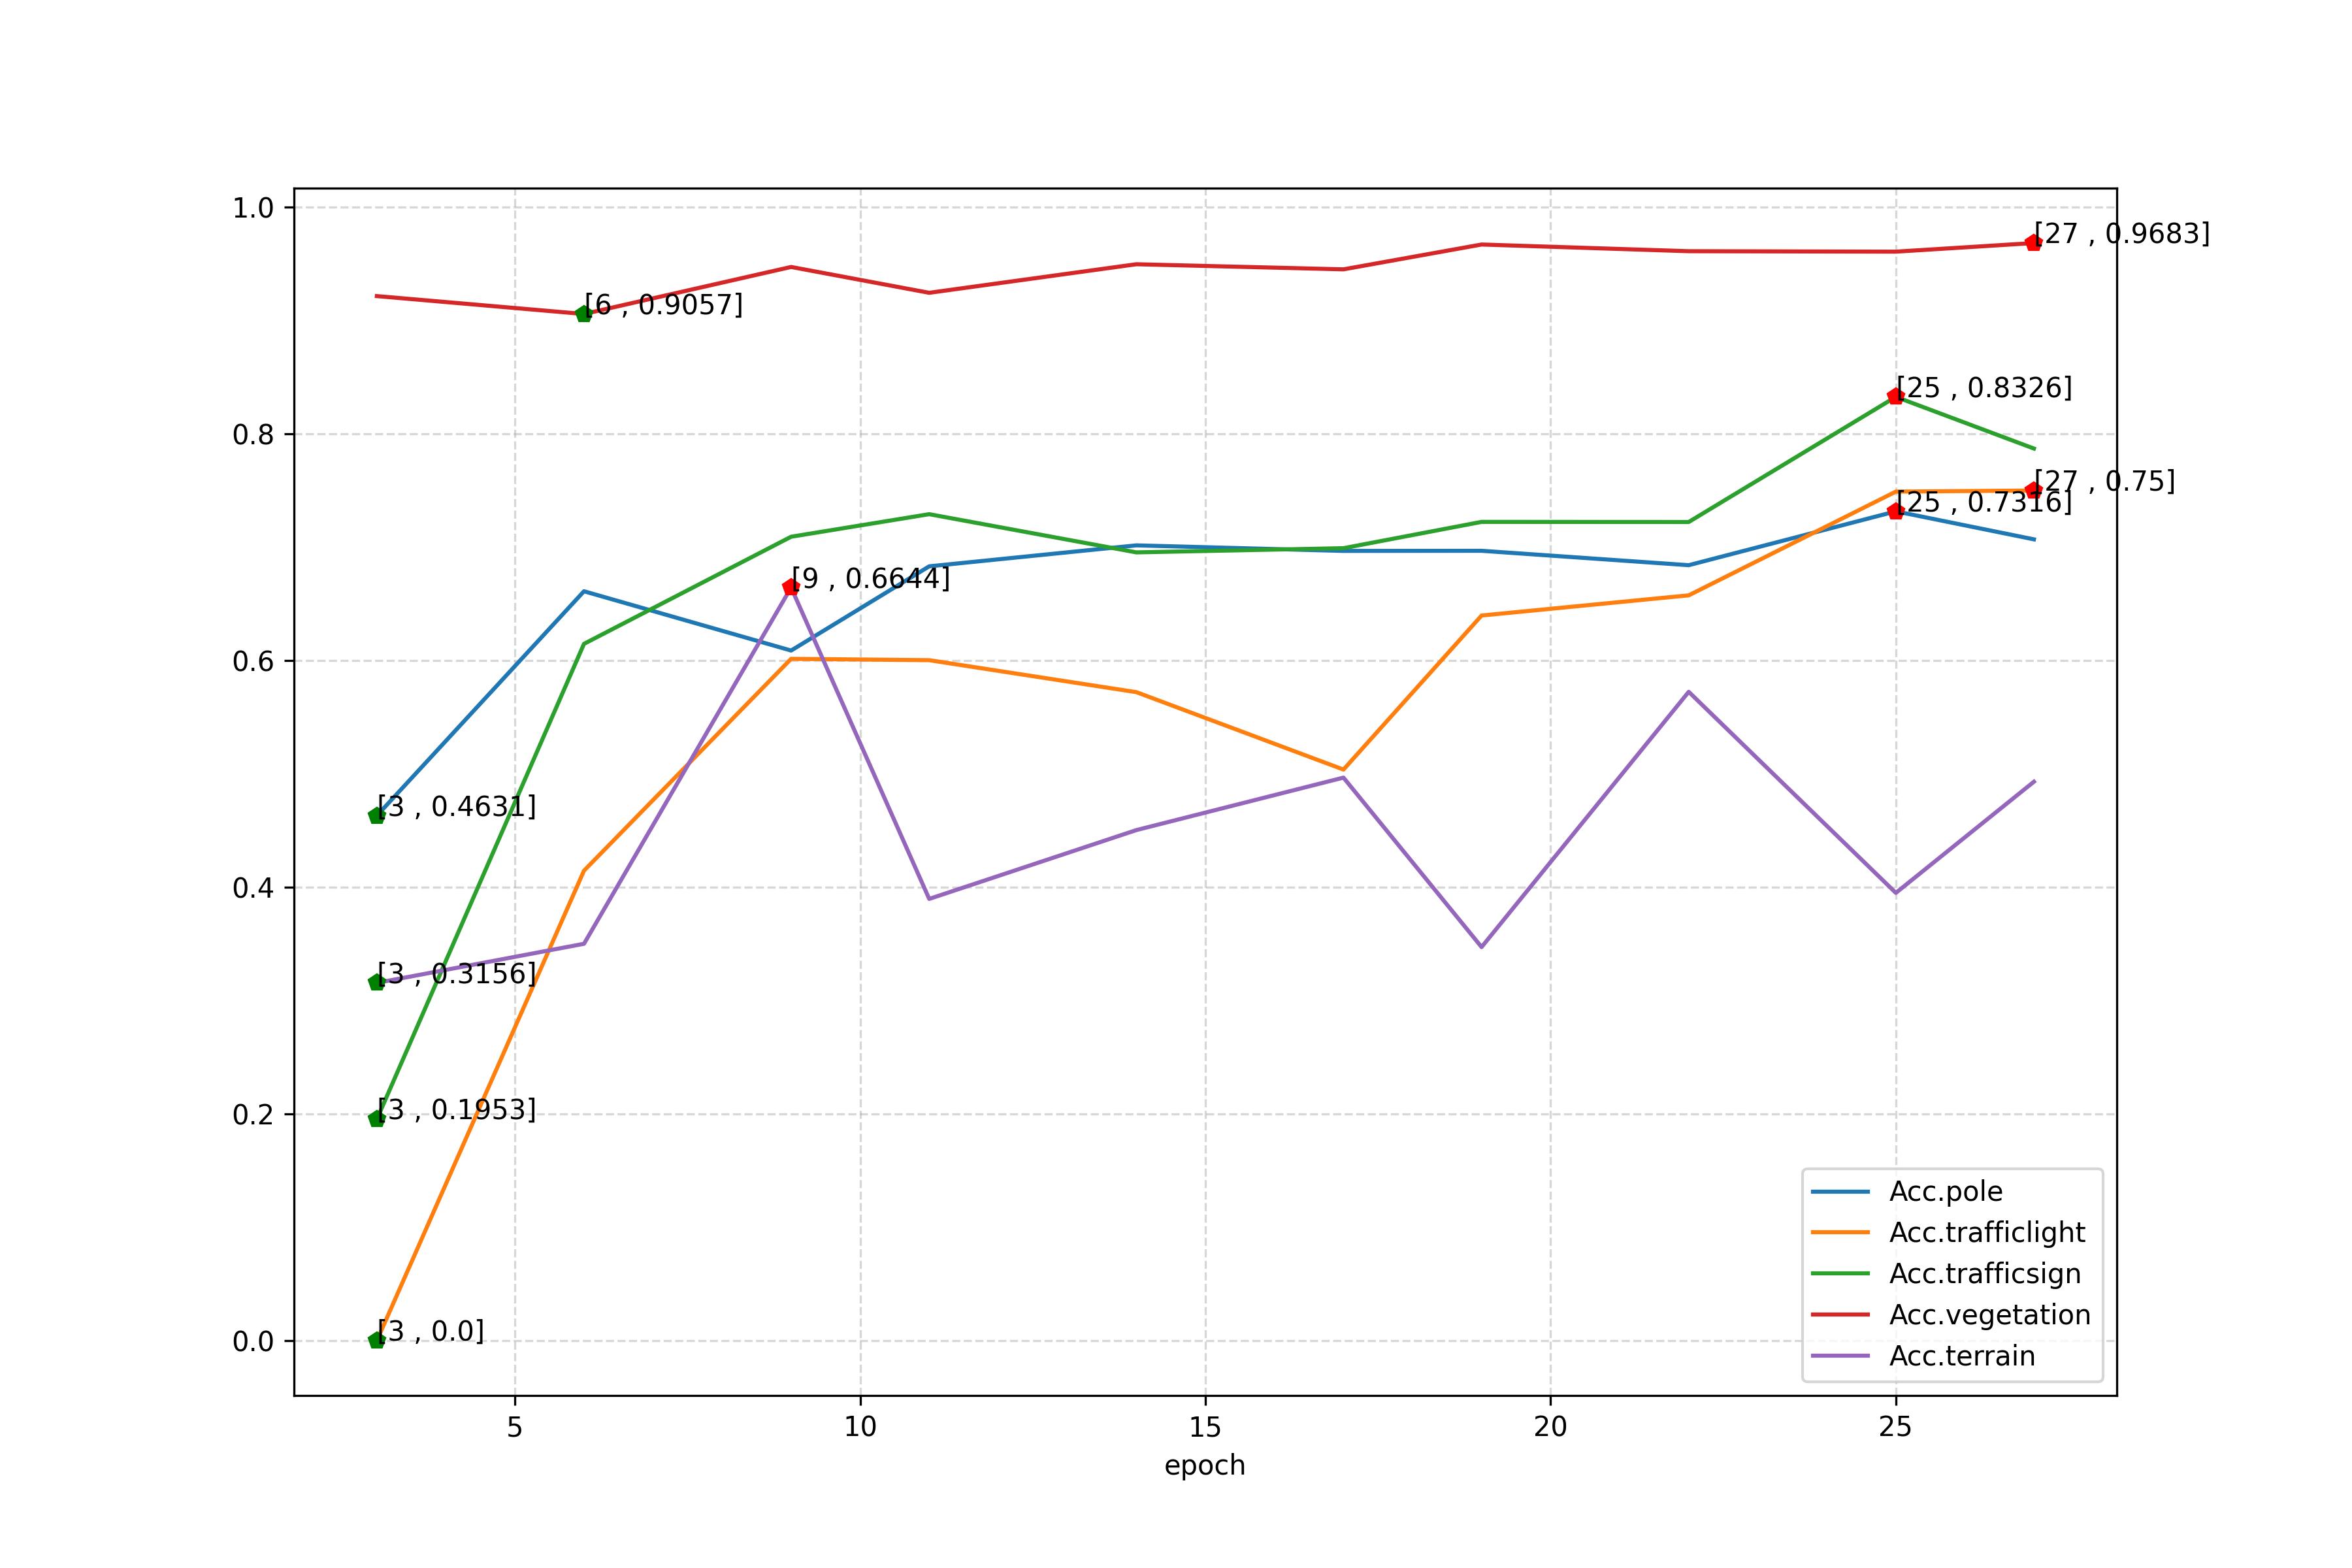 1.0
[27 , 0.9683]
[6 , 0.9057]
[25 , 0.8326]
0.8
[27 , 0.75]
[25 , 0.7316]
[9 , 0.6644]
0.6
[3 , 0.4631]
0.4
[3 , 0.3156]
0.2
[3 , 0.1953]
Acc.pole
Acc.trafficlight
Acc.trafficsign
Acc.vegetation
Acc.terrain
[3 , 0.0]
0.0
5 10 15 20 25
epoch